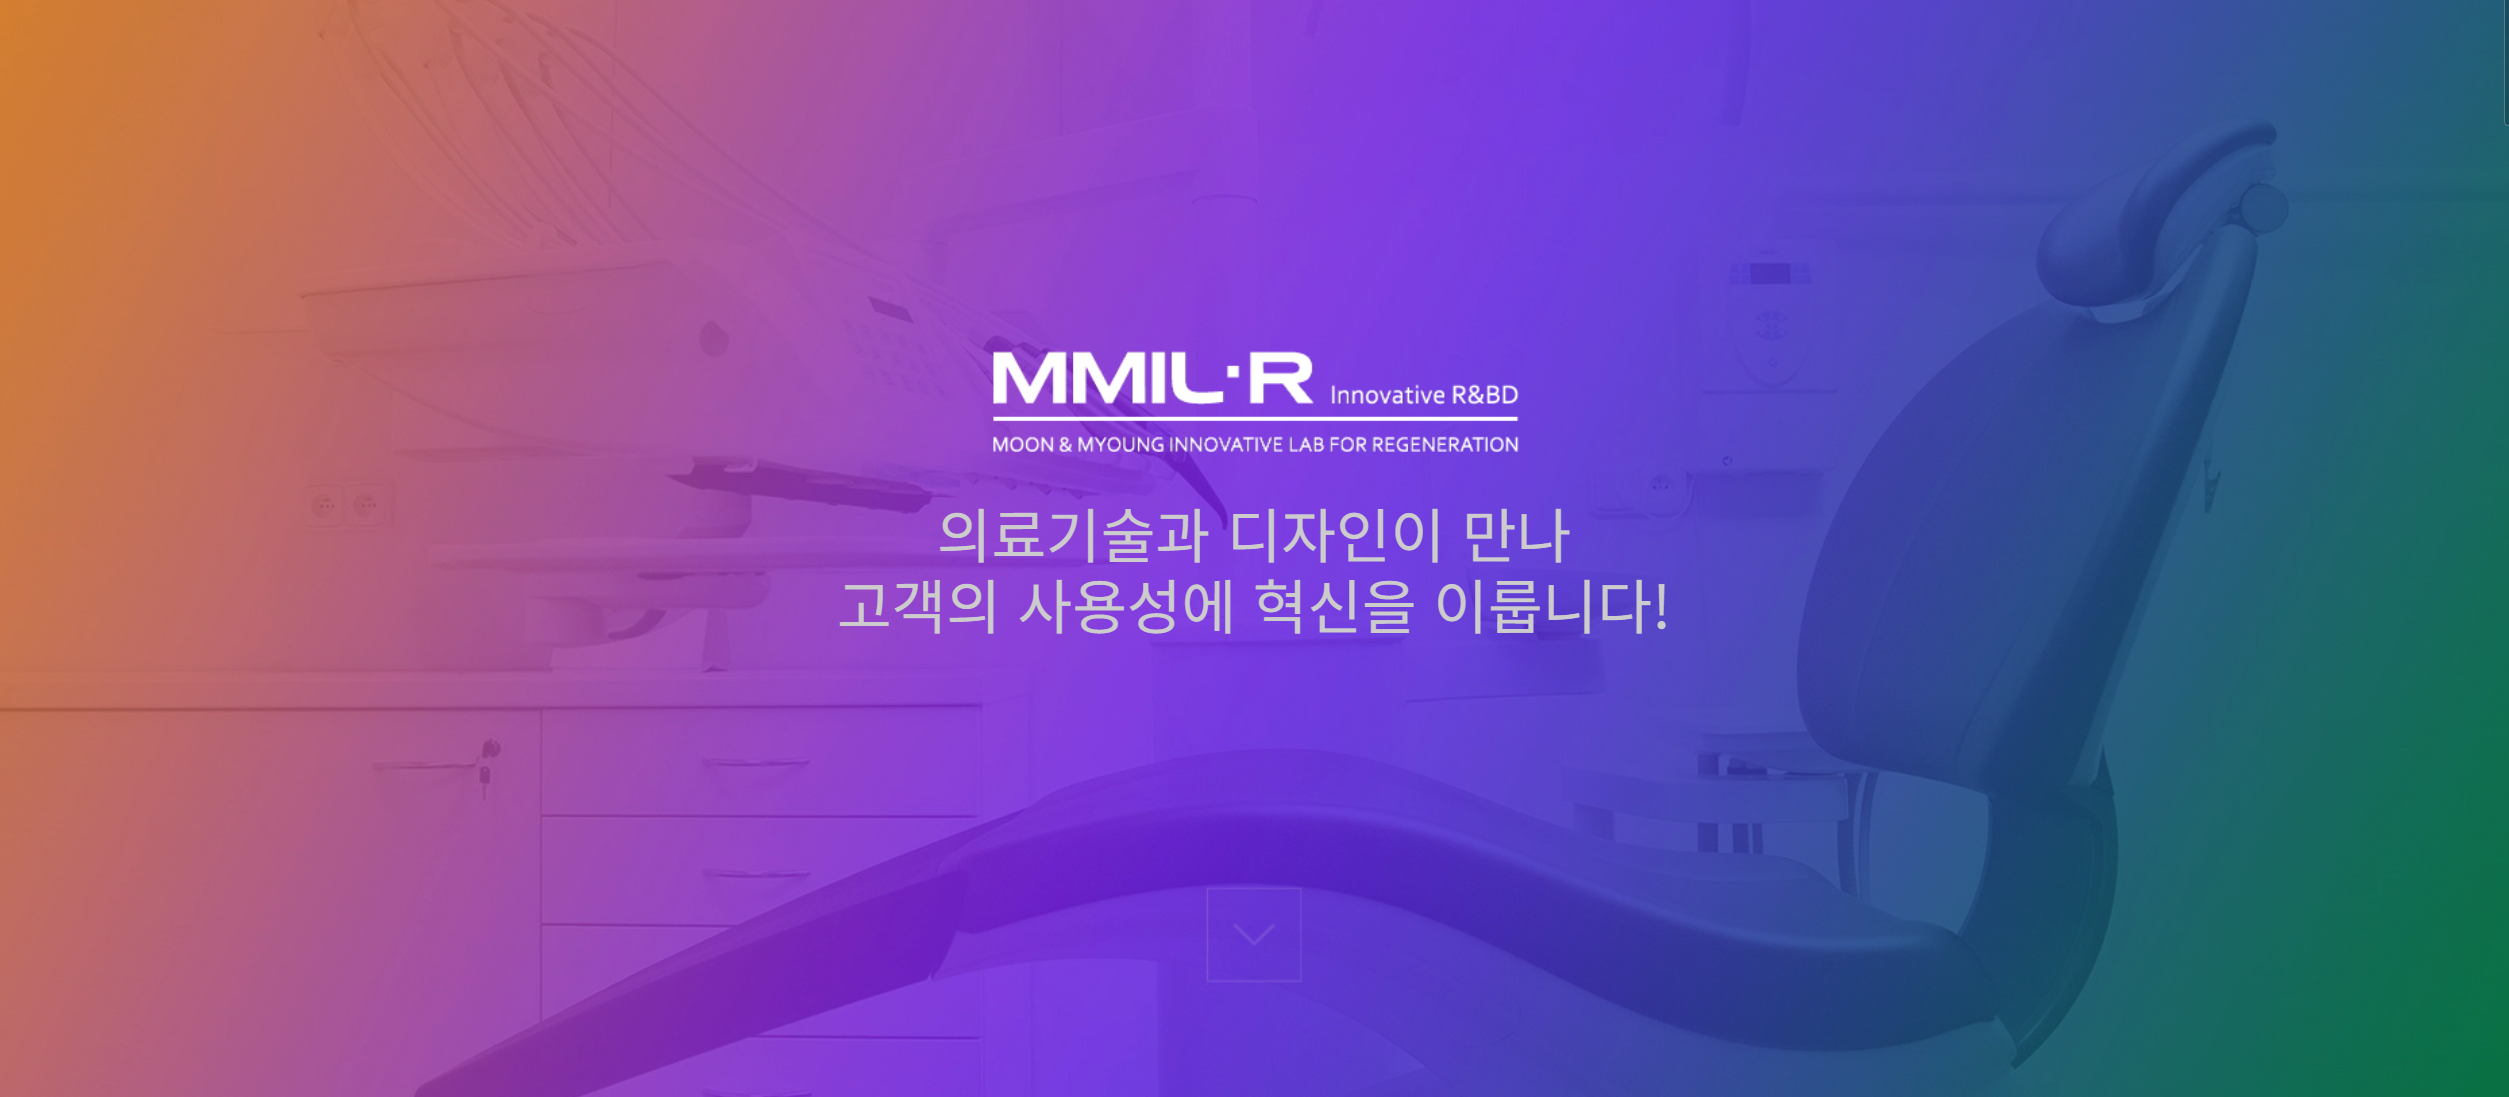 MMIL·R Innovative R&BD
MOON & MYOUNG INNOVATIVE LAB FOR REGENERATION
의료기술과 디자인이 만나
고객의 사용성에 혁신을 이룹니다!